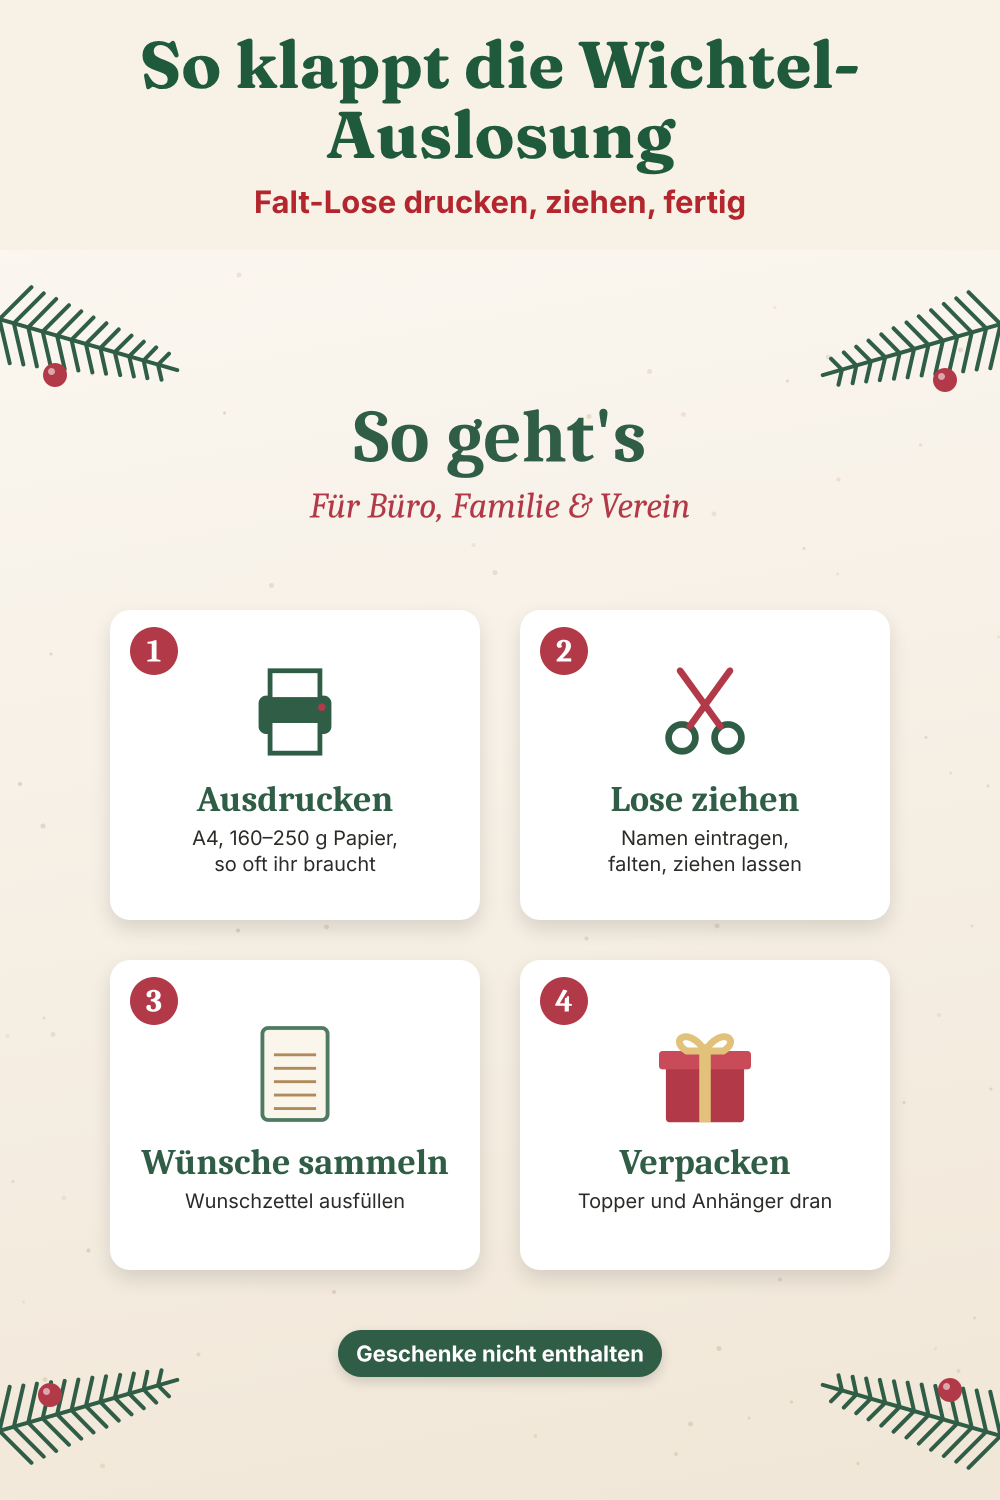 So klappt die Wichtel-
Auslosung
Falt-Lose drucken, ziehen, fertig
So geht's
Für Büro, Familie & Verein
1
Ausdrucken
A4, 160–250 g Papier,
so oft ihr braucht
2
Lose ziehen
Namen eintragen,
falten, ziehen lassen
3
Wünsche sammeln
Wunschzettel ausfüllen
4
Verpacken
Topper und Anhänger dran
Geschenke nicht enthalten